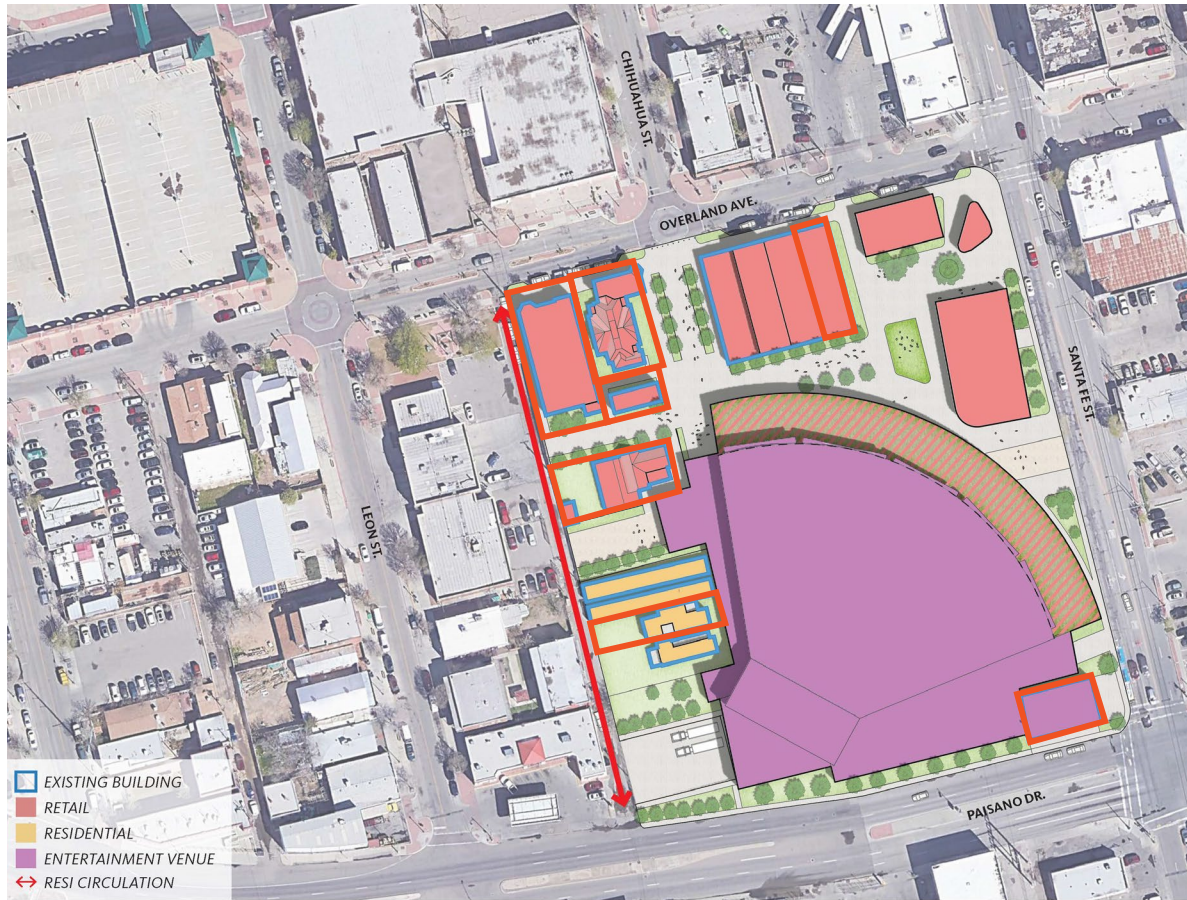 CHIHUAHUA ST.
OVERLAND AVE.
SANTA FE ST.
LEON ST.
PAISANO DR.
EXISTING BUILDING
RETAIL
RESIDENTIAL
ENTERTAINMENT VENUE
RESI CIRCULATION